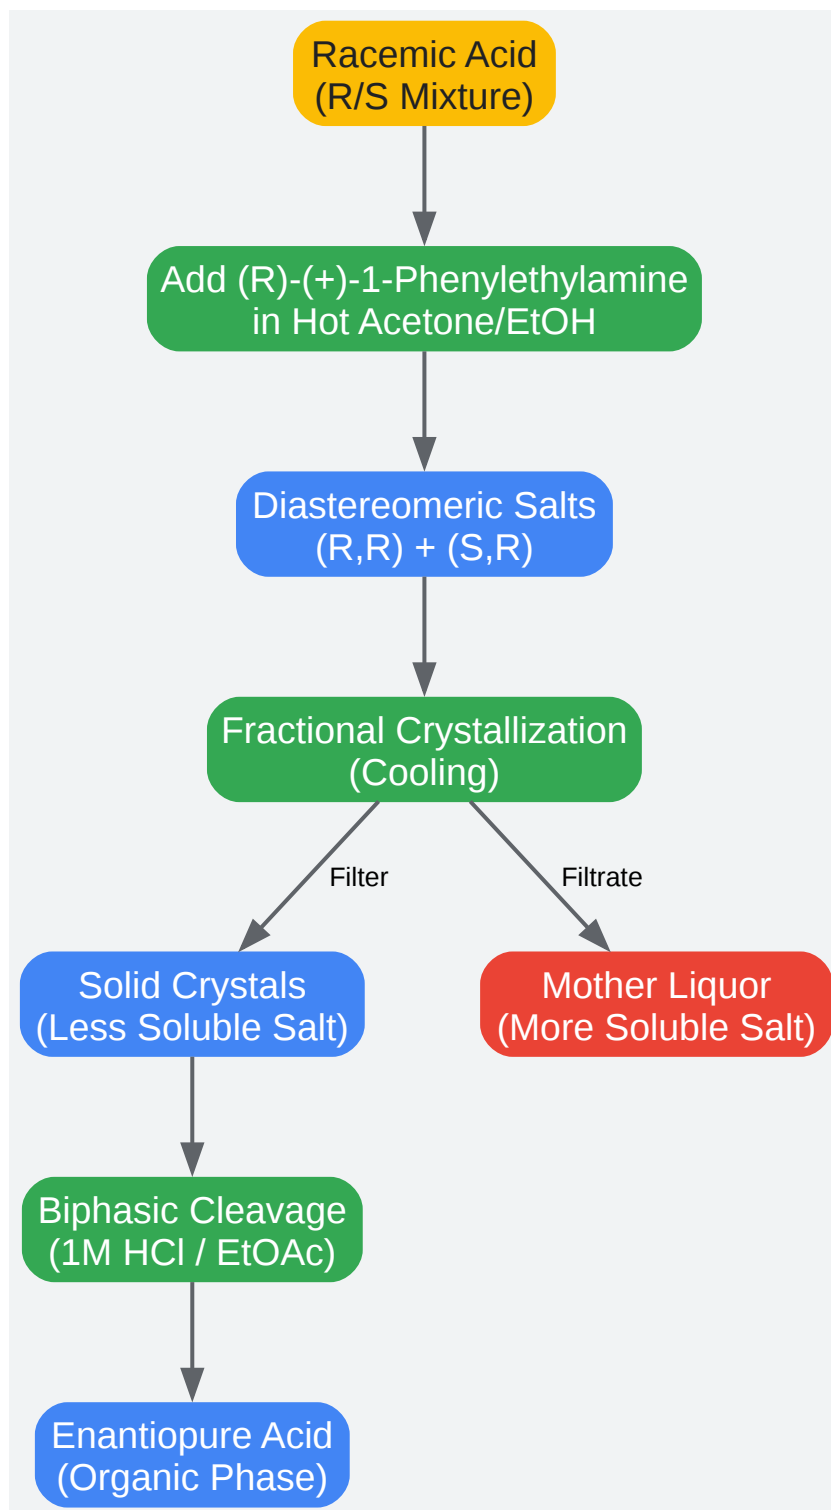 Racemic Acid
(R/S Mixture)
Add (R)-(+)-1-Phenylethylamine
in Hot Acetone/EtOH
Diastereomeric Salts
(R,R) + (S,R)
Fractional Crystallization
(Cooling)
Filter
Filtrate
Solid Crystals
(Less Soluble Salt)
Mother Liquor
(More Soluble Salt)
Biphasic Cleavage
(1M HCl / EtOAc)
Enantiopure Acid
(Organic Phase)